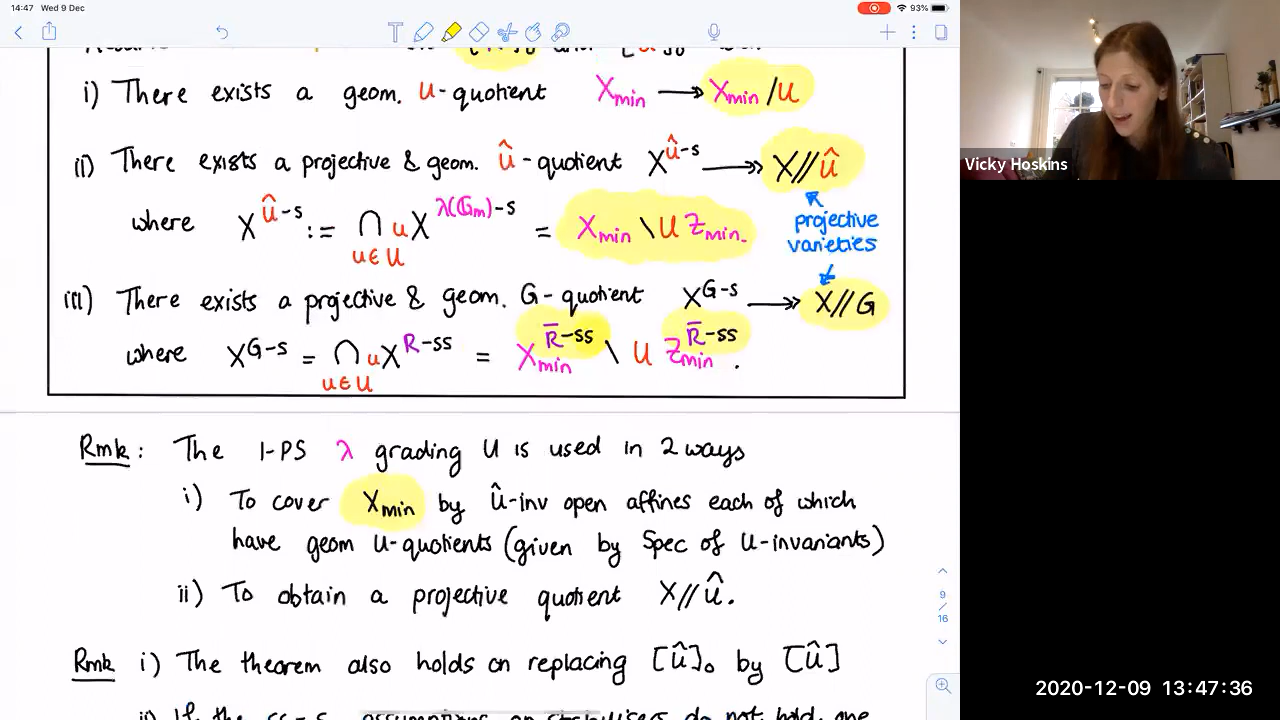 14:47 Wed 9 Dec
93%
i) There exists a geom. U-quotient X_min → X_min / U
ii) There exists a projective & geom. Û-quotient X^{Û-s} ↠ X//Û
where X^{Û-s} := ∩_{u∈U} u X^{λ(𝔾_m)-s} = X_min \ U Z_min.
projective
varieties
iii) There exists a projective & geom. G-quotient X^{G-s} ↠ X//G
where X^{G-s} = ∩_{u∈U} u X^{R-ss} = X_min^{R̄-ss} \ U Z_min^{R̄-ss}.
Rmk: The 1-PS λ grading U is used in 2 ways
i) To cover X_min by Û-inv open affines each of which
have geom U-quotients (given by Spec of U-invariants)
ii) To obtain a projective quotient X//Û.
Rmk i) The theorem also holds on replacing [Û]₀ by [Û]
9
/
16
Vicky Hoskins
2020-12-09 13:47:36